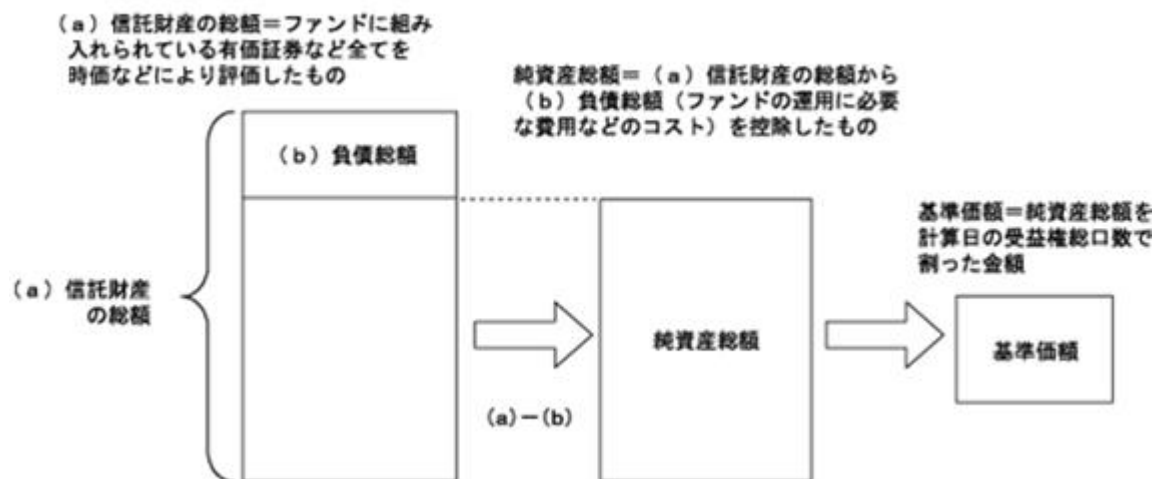 (a)信託財産の総額=ファンドに組み
入れられている有価証券など全てを
時価などにより評価したもの
純資産総額=(a)信託財産の総額から
(b)負債総額(ファンドの運用に必要
な費用などのコスト)を控除したもの
(b)負債総額
基準価額=純資産総額を
計算日の受益権総口数で
割った金額
(a)信託財産
の総額
純資産総額
基準価額
(a)-(b)